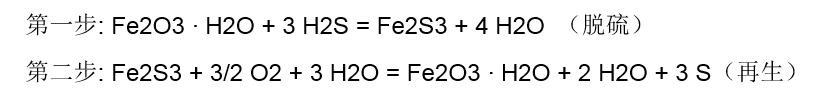 第一步: Fe2O3 · H2O + 3 H2S = Fe2S3 + 4 H2O （脱硫）
第二步: Fe2S3 + 3/2 O2 + 3 H2O = Fe2O3 · H2O + 2 H2O + 3 S（再生）